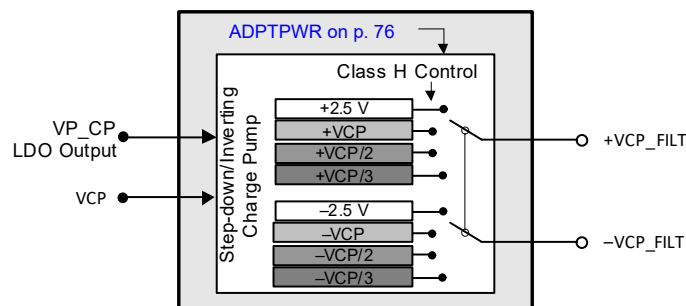 ADPTPWR on p. 76
Class H Control
Step-down/Inverting
Charge Pump
VP_CP
LDO Output
VCP
+2.5 V
+VCP
+VCP/2
+VCP/3
–2.5 V
–VCP
–VCP/2
–VCP/3
+VCP_FILT
–VCP_FILT